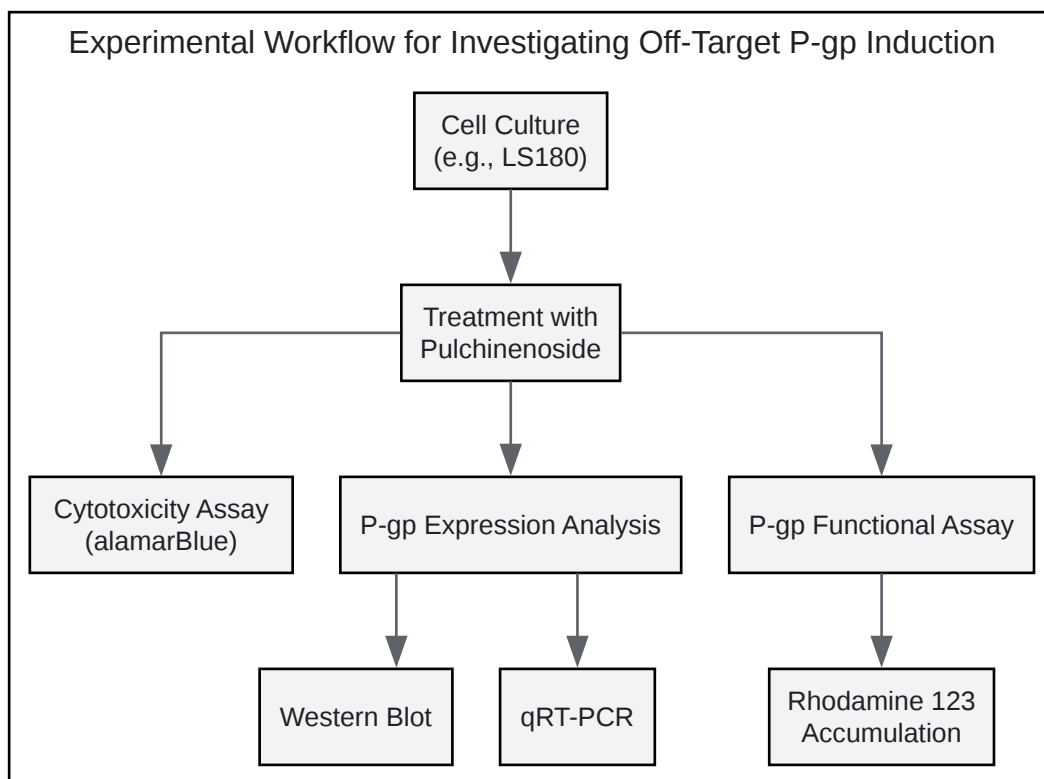 Experimental Workflow for Investigating Off-Target P-gp Induction
Cell Culture
(e.g., LS180)
Treatment with
Pulchinenoside
Cytotoxicity Assay
(alamarBlue)
P-gp Expression Analysis
P-gp Functional Assay
Western Blot
qRT-PCR
Rhodamine 123
Accumulation